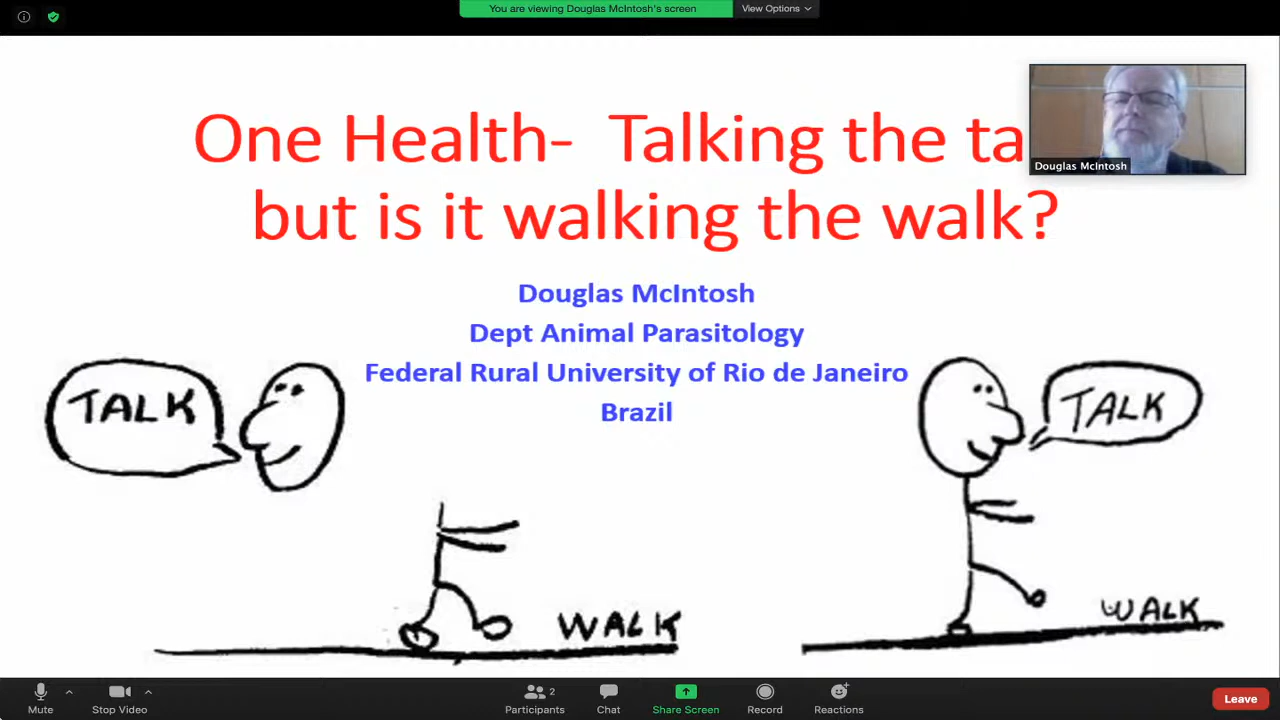 You are viewing Douglas McIntosh's screen
View Options
One Health- Talking the ta
but is it walking the walk?
Douglas McIntosh
Douglas McIntosh
Dept Animal Parasitology
Federal Rural University of Rio de Janeiro
Brazil
TALK
TALK
WALK
WALK
Mute
Stop Video
2
Participants
Chat
Share Screen
Record
Reactions
Leave